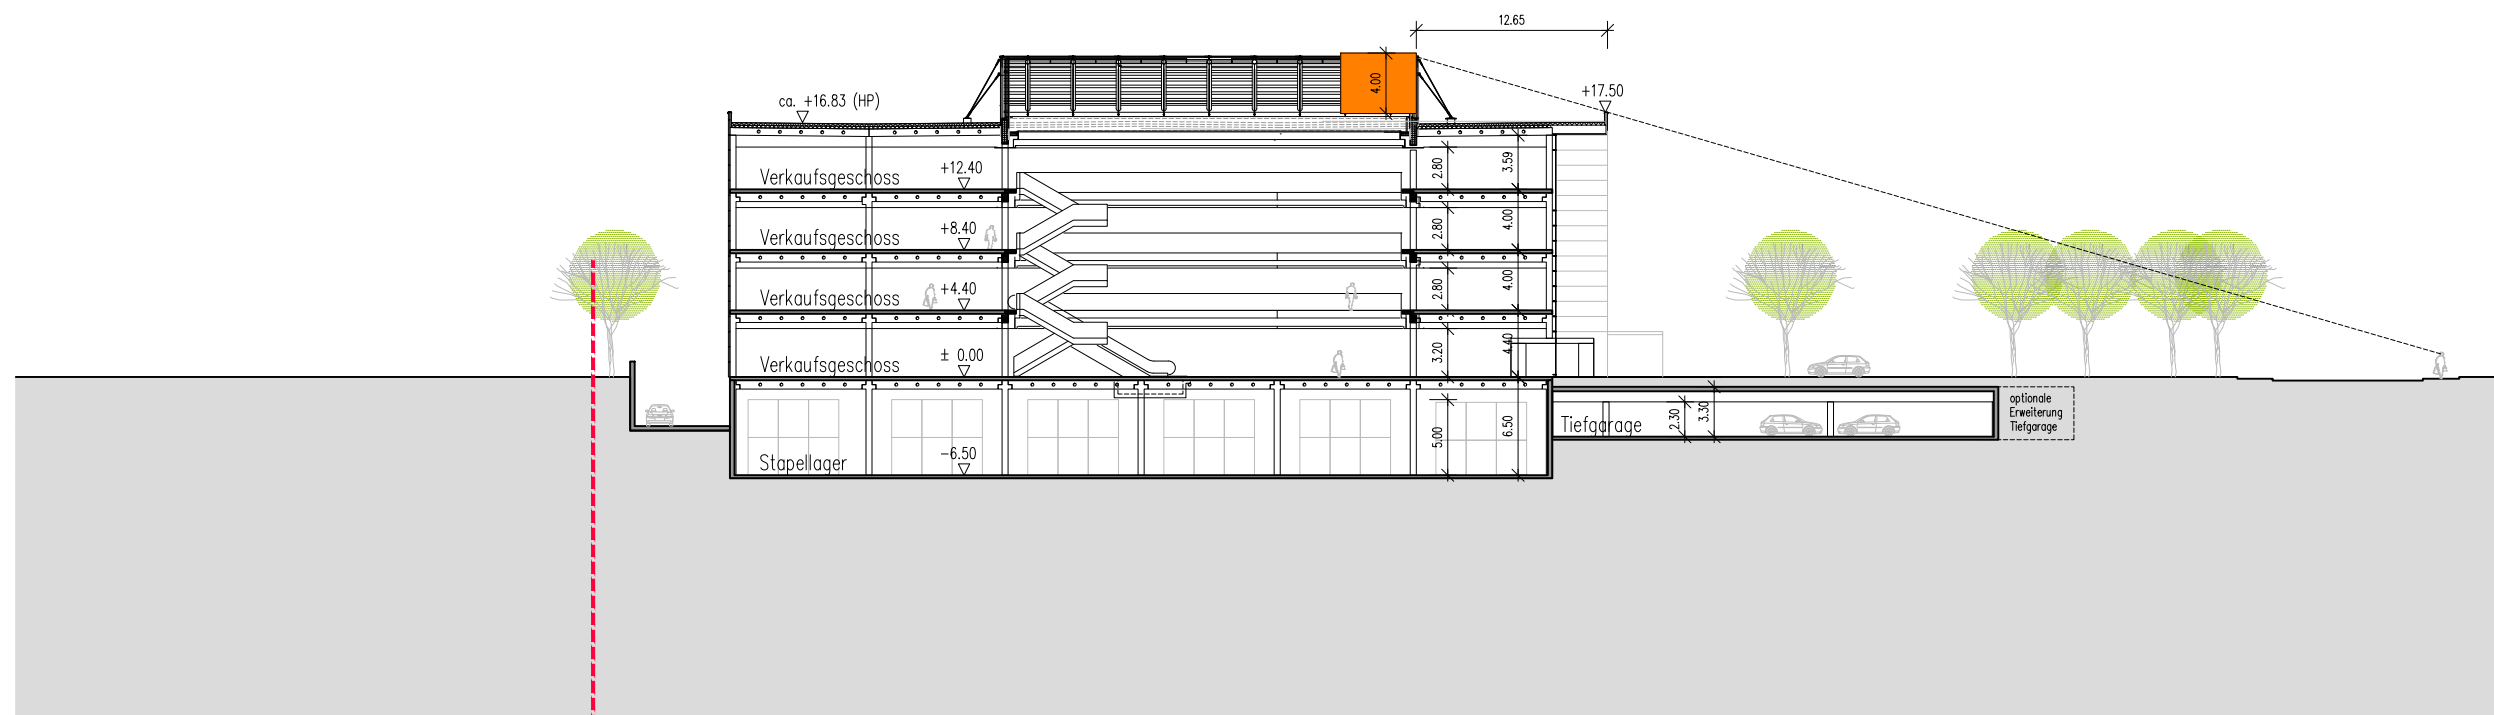 12.65
4.00
ca. +16.83 (HP)
+17.50
Verkaufsgeschoss
+12.40
2.80
3.59
Verkaufsgeschoss
+8.40
2.80
4.00
Verkaufsgeschoss
+4.40
2.80
4.00
Verkaufsgeschoss
± 0.00
3.20
4.40
Stapellager
-6.50
5.00
6.50
Tiefgarage
2.30
3.30
optionale
Erweiterung
Tiefgarage